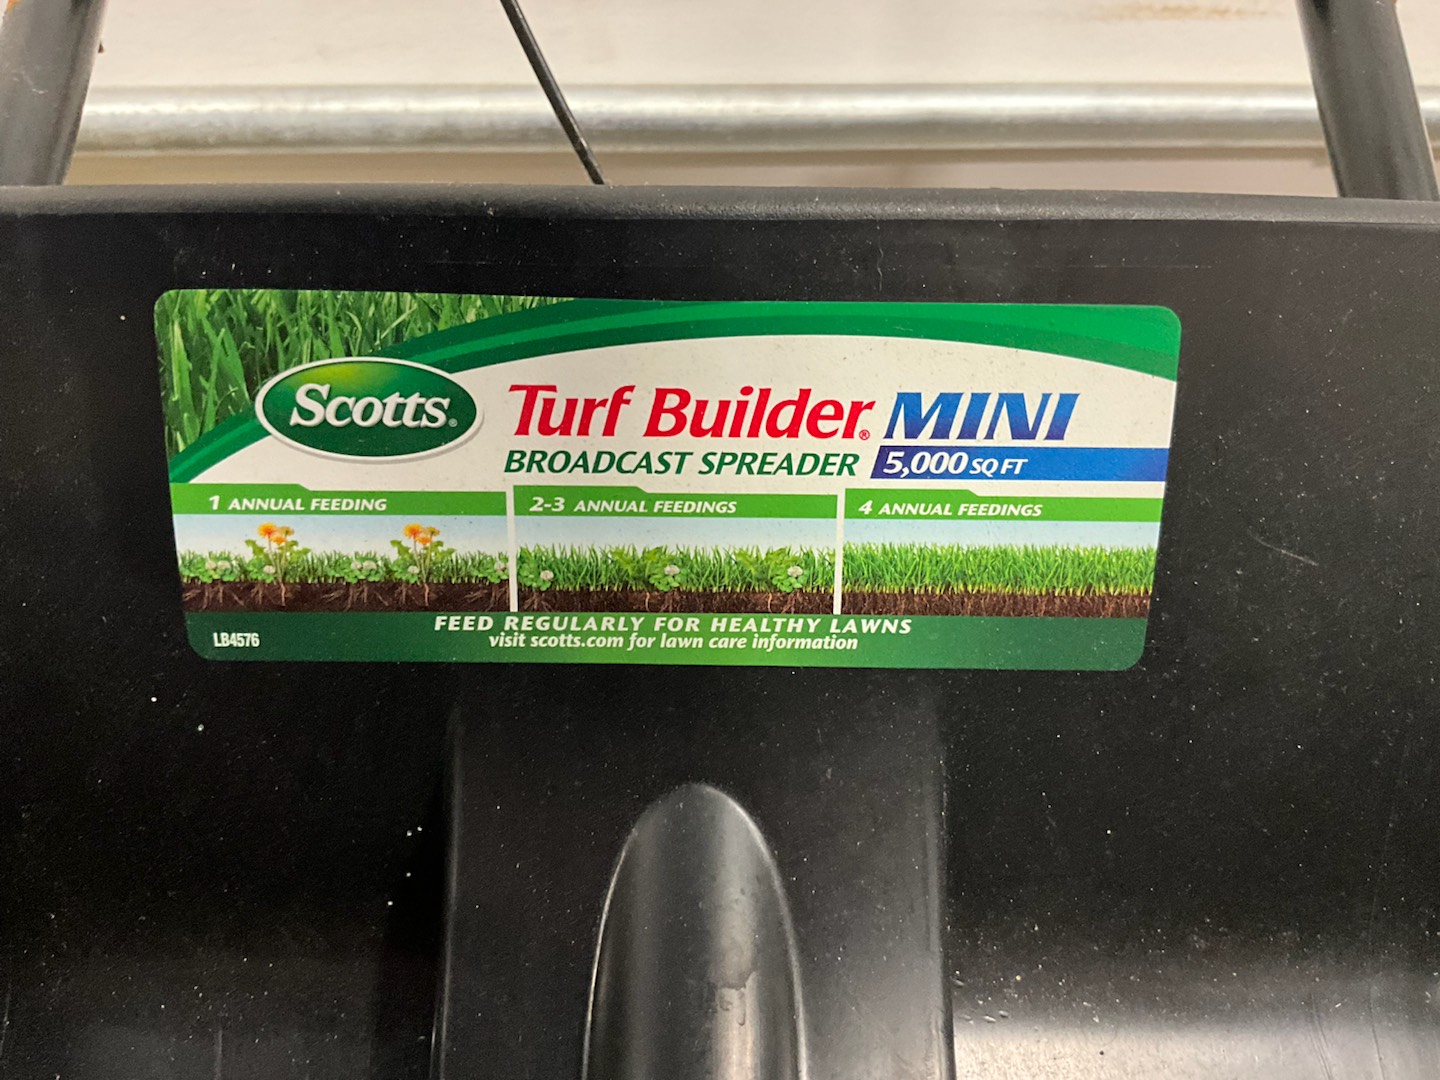 Scotts®
Turf Builder® MINI
BROADCAST SPREADER 5,000 SQ FT
1 ANNUAL FEEDING
2-3 ANNUAL FEEDINGS
4 ANNUAL FEEDINGS
FEED REGULARLY FOR HEALTHY LAWNS
visit scotts.com for lawn care information
LB4576